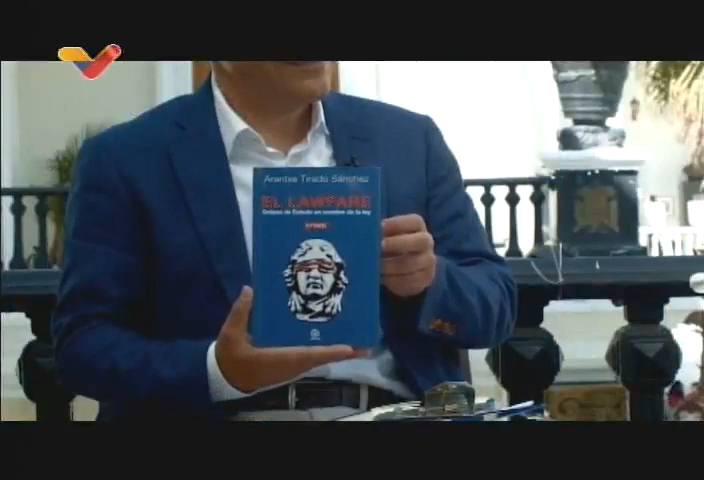 Arantxa Tirado Sánchez
EL LAWFARE
Golpes de Estado en nombre de la ley